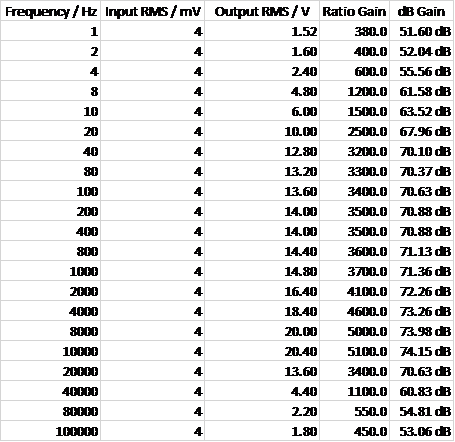 Frequency / Hz Input RMS / mV Output RMS / V Ratio Gain dB Gain
1 4 1.52 380.0 51.60 dB
2 4 1.60 400.0 52.04 dB
4 4 2.40 600.0 55.56 dB
8 4 4.80 1200.0 61.58 dB
10 4 6.00 1500.0 63.52 dB
20 4 10.00 2500.0 67.96 dB
40 4 12.80 3200.0 70.10 dB
80 4 13.20 3300.0 70.37 dB
100 4 13.60 3400.0 70.63 dB
200 4 14.00 3500.0 70.88 dB
400 4 14.00 3500.0 70.88 dB
800 4 14.40 3600.0 71.13 dB
1000 4 14.80 3700.0 71.36 dB
2000 4 16.40 4100.0 72.26 dB
4000 4 18.40 4600.0 73.26 dB
8000 4 20.00 5000.0 73.98 dB
10000 4 20.40 5100.0 74.15 dB
20000 4 13.60 3400.0 70.63 dB
40000 4 4.40 1100.0 60.83 dB
80000 4 2.20 550.0 54.81 dB
100000 4 1.80 450.0 53.06 dB